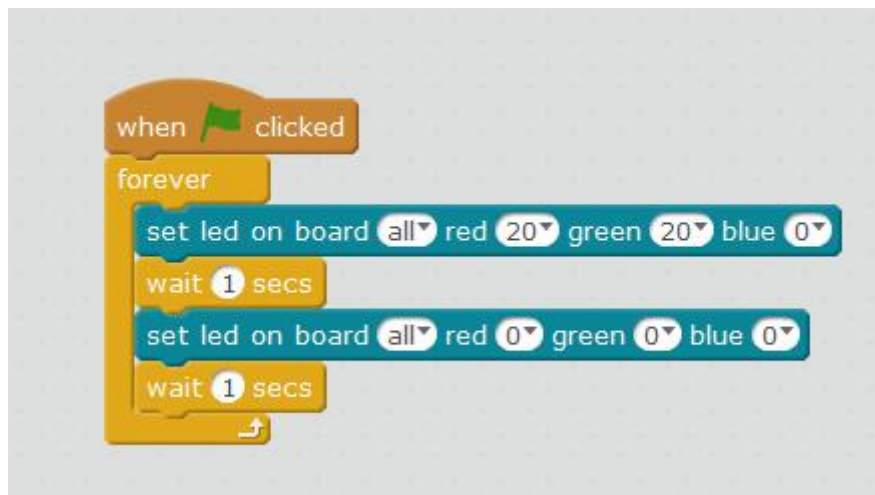 when clicked
forever
set led on board all red 20 green 20 blue 0
wait 1 secs
set led on board all red 0 green 0 blue 0
wait 1 secs